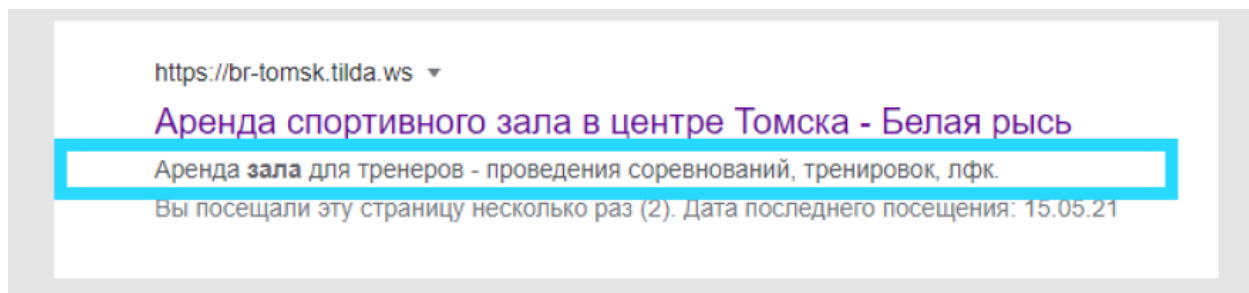 https://br-tomsk.tilda.ws
Аренда спортивного зала в центре Томска - Белая рысь
Аренда зала для тренеров - проведения соревнований, тренировок, лфк.
Вы посещали эту страницу несколько раз (2). Дата последнего посещения: 15.05.21